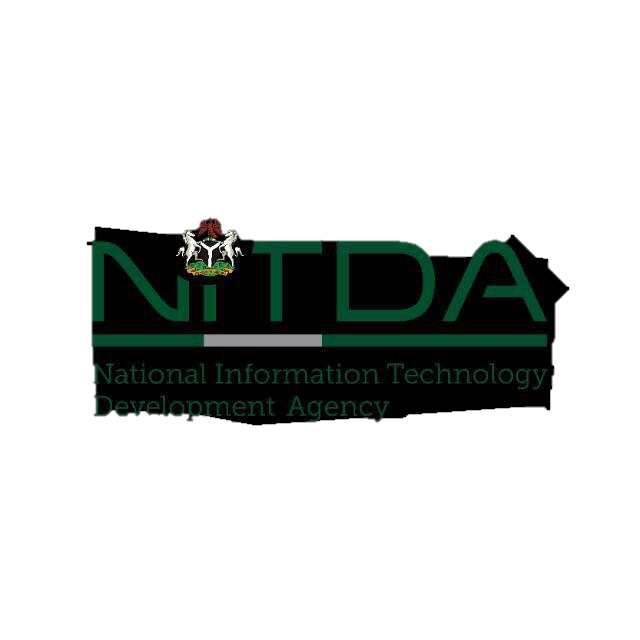 NiTDA
National Information Technology
Development Agency